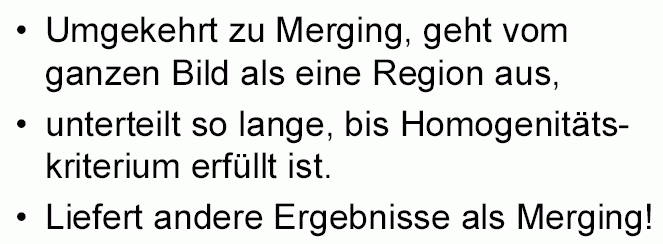 • Umgekehrt zu Merging, geht vom
ganzen Bild als eine Region aus,
• unterteilt so lange, bis Homogenitäts-
kriterium erfüllt ist.
• Liefert andere Ergebnisse als Merging!